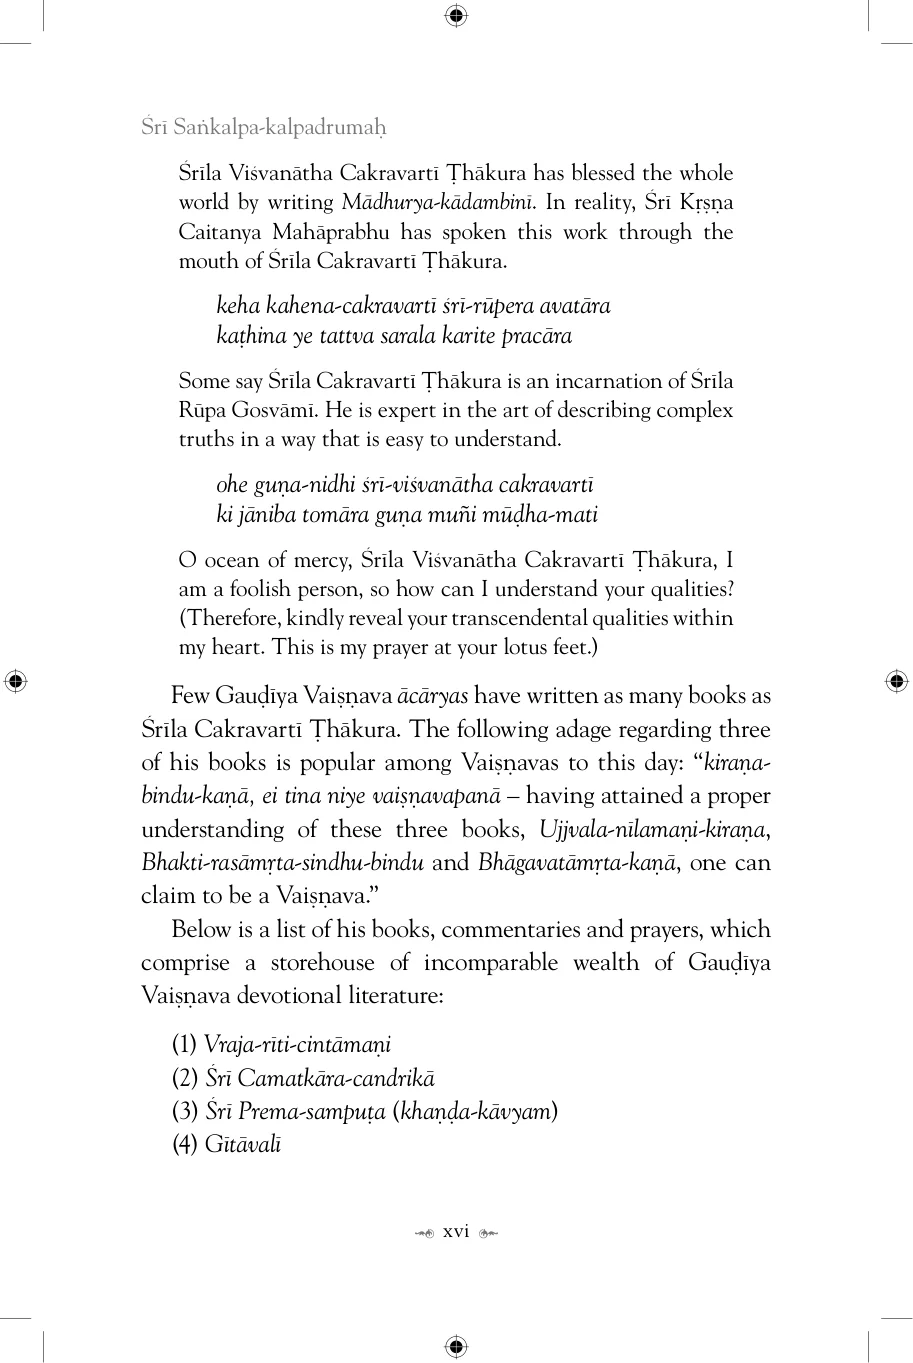 Śrī Saṅkalpa-kalpadrumaḥ
Śrīla Viśvanātha Cakravartī Ṭhākura has blessed the whole
world by writing Mādhurya-kādambinī. In reality, Śrī Kṛṣṇa
Caitanya Mahāprabhu has spoken this work through the
mouth of Śrīla Cakravartī Ṭhākura.
keha kahena-cakravartī śrī-rūpera avatāra
kaṭhina ye tattva sarala karite pracāra
Some say Śrīla Cakravartī Ṭhākura is an incarnation of Śrīla
Rūpa Gosvāmī. He is expert in the art of describing complex
truths in a way that is easy to understand.
ohe guṇa-nidhi śrī-viśvanātha cakravartī
ki jāniba tomāra guṇa muñi mūḍha-mati
O ocean of mercy, Śrīla Viśvanātha Cakravartī Ṭhākura, I
am a foolish person, so how can I understand your qualities?
(Therefore, kindly reveal your transcendental qualities within
my heart. This is my prayer at your lotus feet.)
Few Gauḍīya Vaiṣṇava ācāryas have written as many books as
Śrīla Cakravartī Ṭhākura. The following adage regarding three
of his books is popular among Vaiṣṇavas to this day: “kiraṇa-
bindu-kaṇā, ei tina niye vaiṣṇavapanā – having attained a proper
understanding of these three books, Ujjvala-nīlamaṇi-kiraṇa,
Bhakti-rasāmṛta-sindhu-bindu and Bhāgavatāmṛta-kaṇā, one can
claim to be a Vaiṣṇava.”
Below is a list of his books, commentaries and prayers, which
comprise a storehouse of incomparable wealth of Gauḍīya
Vaiṣṇava devotional literature:
(1) Vraja-rīti-cintāmaṇi
(2) Śrī Camatkāra-candrikā
(3) Śrī Prema-sampuṭa (khaṇḍa-kāvyam)
(4) Gītāvalī
xvi